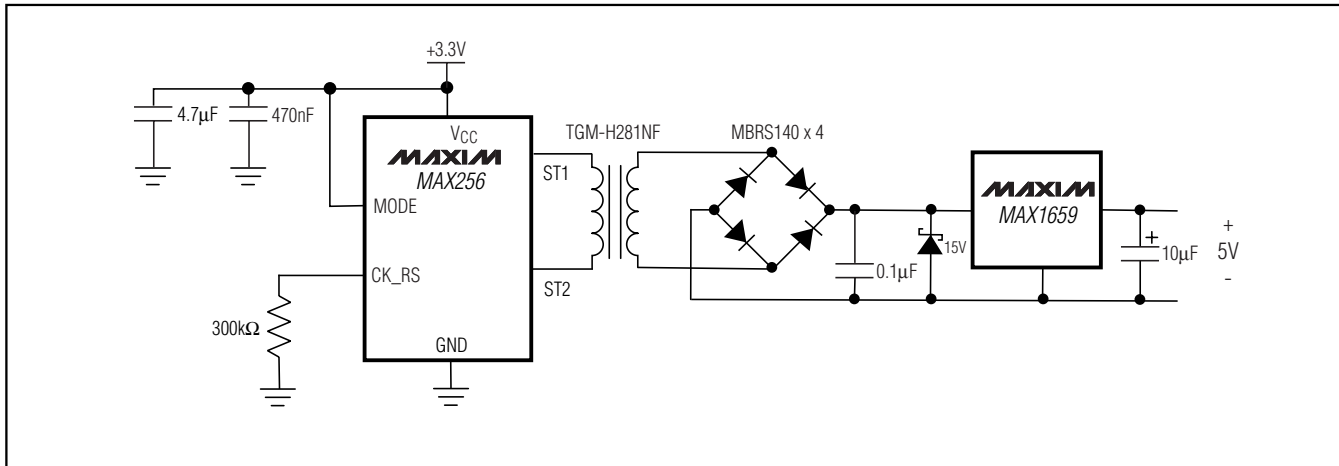 +3.3V
4.7μF
470nF
VCC
MAXIM
MAX256
MODE
CK_RS
GND
300kΩ
ST1
ST2
TGM-H281NF
MBRS140 x 4
0.1μF
15V
MAXIM
MAX1659
+
10μF
+
5V
-